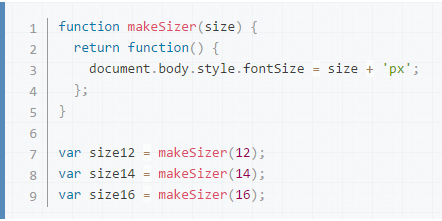 1 function makeSizer(size) {
2   return function() {
3     document.body.style.fontSize = size + 'px';
4   };
5 }
6
7 var size12 = makeSizer(12);
8 var size14 = makeSizer(14);
9 var size16 = makeSizer(16);